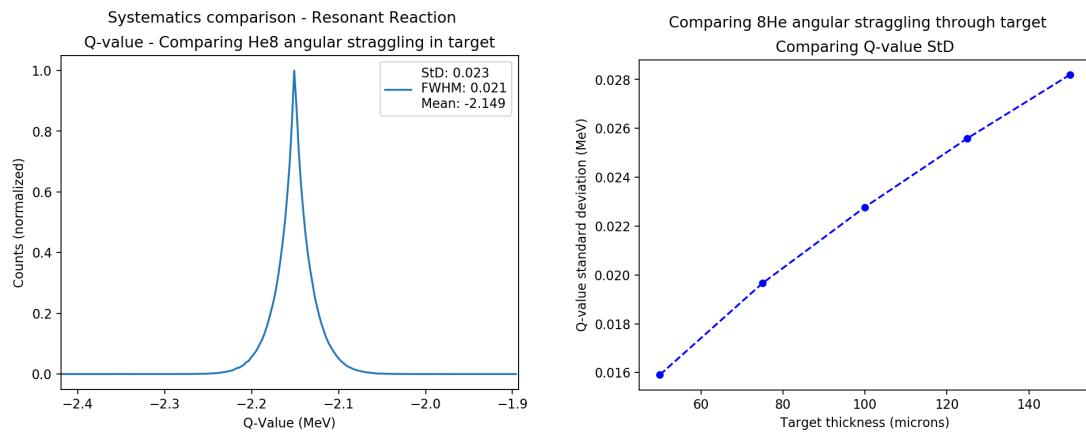 Systematics comparison - Resonant Reaction
Q-value - Comparing He8 angular straggling in target
StD: 0.023
FWHM: 0.021
Mean: -2.149
1.0
0.8
0.6
0.4
0.2
0.0
Counts (normalized)
−2.4
−2.3
−2.2
−2.1
−2.0
−1.9
Q-Value (MeV)
Comparing 8He angular straggling through target
Comparing Q-value StD
0.028
0.026
0.024
0.022
0.020
0.018
0.016
Q-value standard deviation (MeV)
60
80
100
120
140
Target thickness (microns)